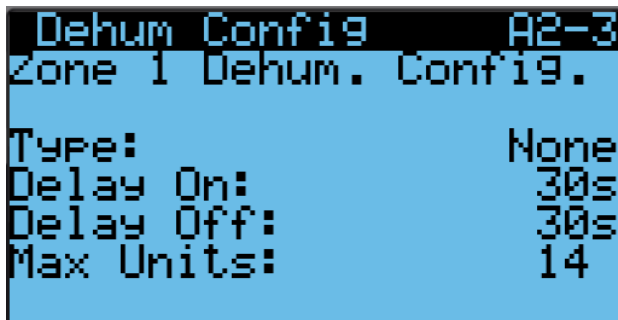 Dehum Config A2-3
Zone 1 Dehum. Config.
Type: None
Delay On: 30s
Delay Off: 30s
Max Units: 14